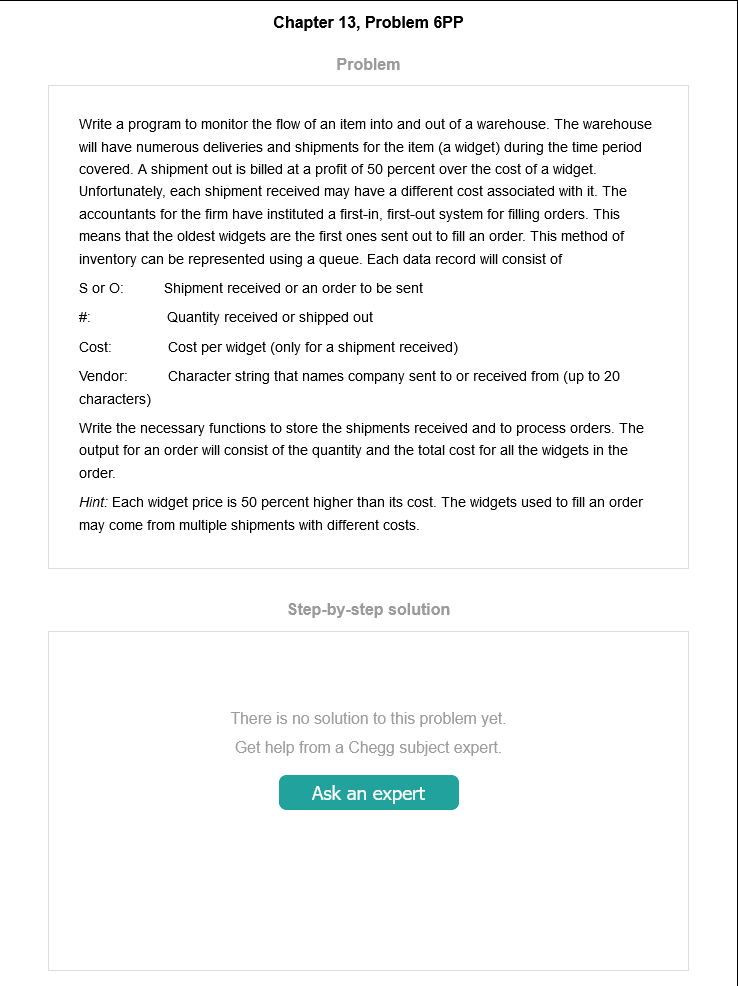 Chapter 13, Problem 6PP
Problem
Write a program to monitor the flow of an item into and out of a warehouse. The warehouse
will have numerous deliveries and shipments for the item (a widget) during the time period
covered. A shipment out is billed at a profit of 50 percent over the cost of a widget.
Unfortunately, each shipment received may have a different cost associated with it. The
accountants for the firm have instituted a first-in, first-out system for filling orders. This
means that the oldest widgets are the first ones sent out to fill an order. This method of
inventory can be represented using a queue. Each data record will consist of
S or O: Shipment received or an order to be sent
#: Quantity received or shipped out
Cost: Cost per widget (only for a shipment received)
Vendor: Character string that names company sent to or received from (up to 20
characters)
Write the necessary functions to store the shipments received and to process orders. The
output for an order will consist of the quantity and the total cost for all the widgets in the
order.
Hint: Each widget price is 50 percent higher than its cost. The widgets used to fill an order
may come from multiple shipments with different costs.
Step-by-step solution
There is no solution to this problem yet.
Get help from a Chegg subject expert.
Ask an expert